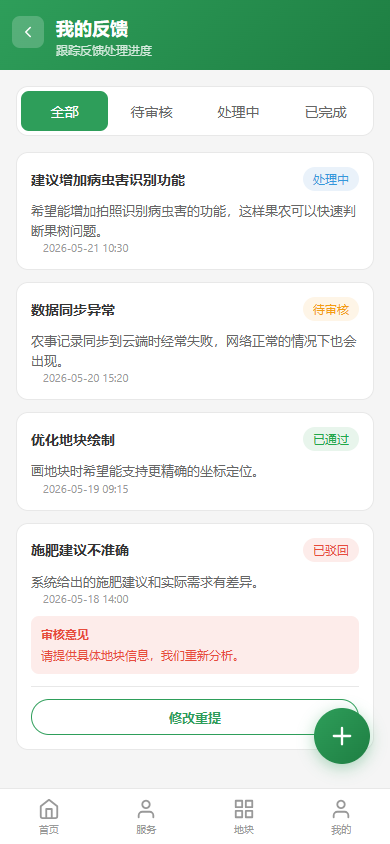 我的反馈
跟踪反馈处理进度
全部
待审核
处理中
已完成
建议增加病虫害识别功能
处理中
希望能增加拍照识别病虫害的功能，这样果农可以快速判
断果树问题。
2026-05-21 10:30
数据同步异常
待审核
农事记录同步到云端时经常失败，网络正常的情况下也会
出现。
2026-05-20 15:20
优化地块绘制
已通过
画地块时希望能支持更精确的坐标定位。
2026-05-19 09:15
施肥建议不准确
已驳回
系统给出的施肥建议和实际需求有差异。
2026-05-18 14:00
审核意见
请提供具体地块信息，我们重新分析。
修改重提
首页
服务
地块
我的